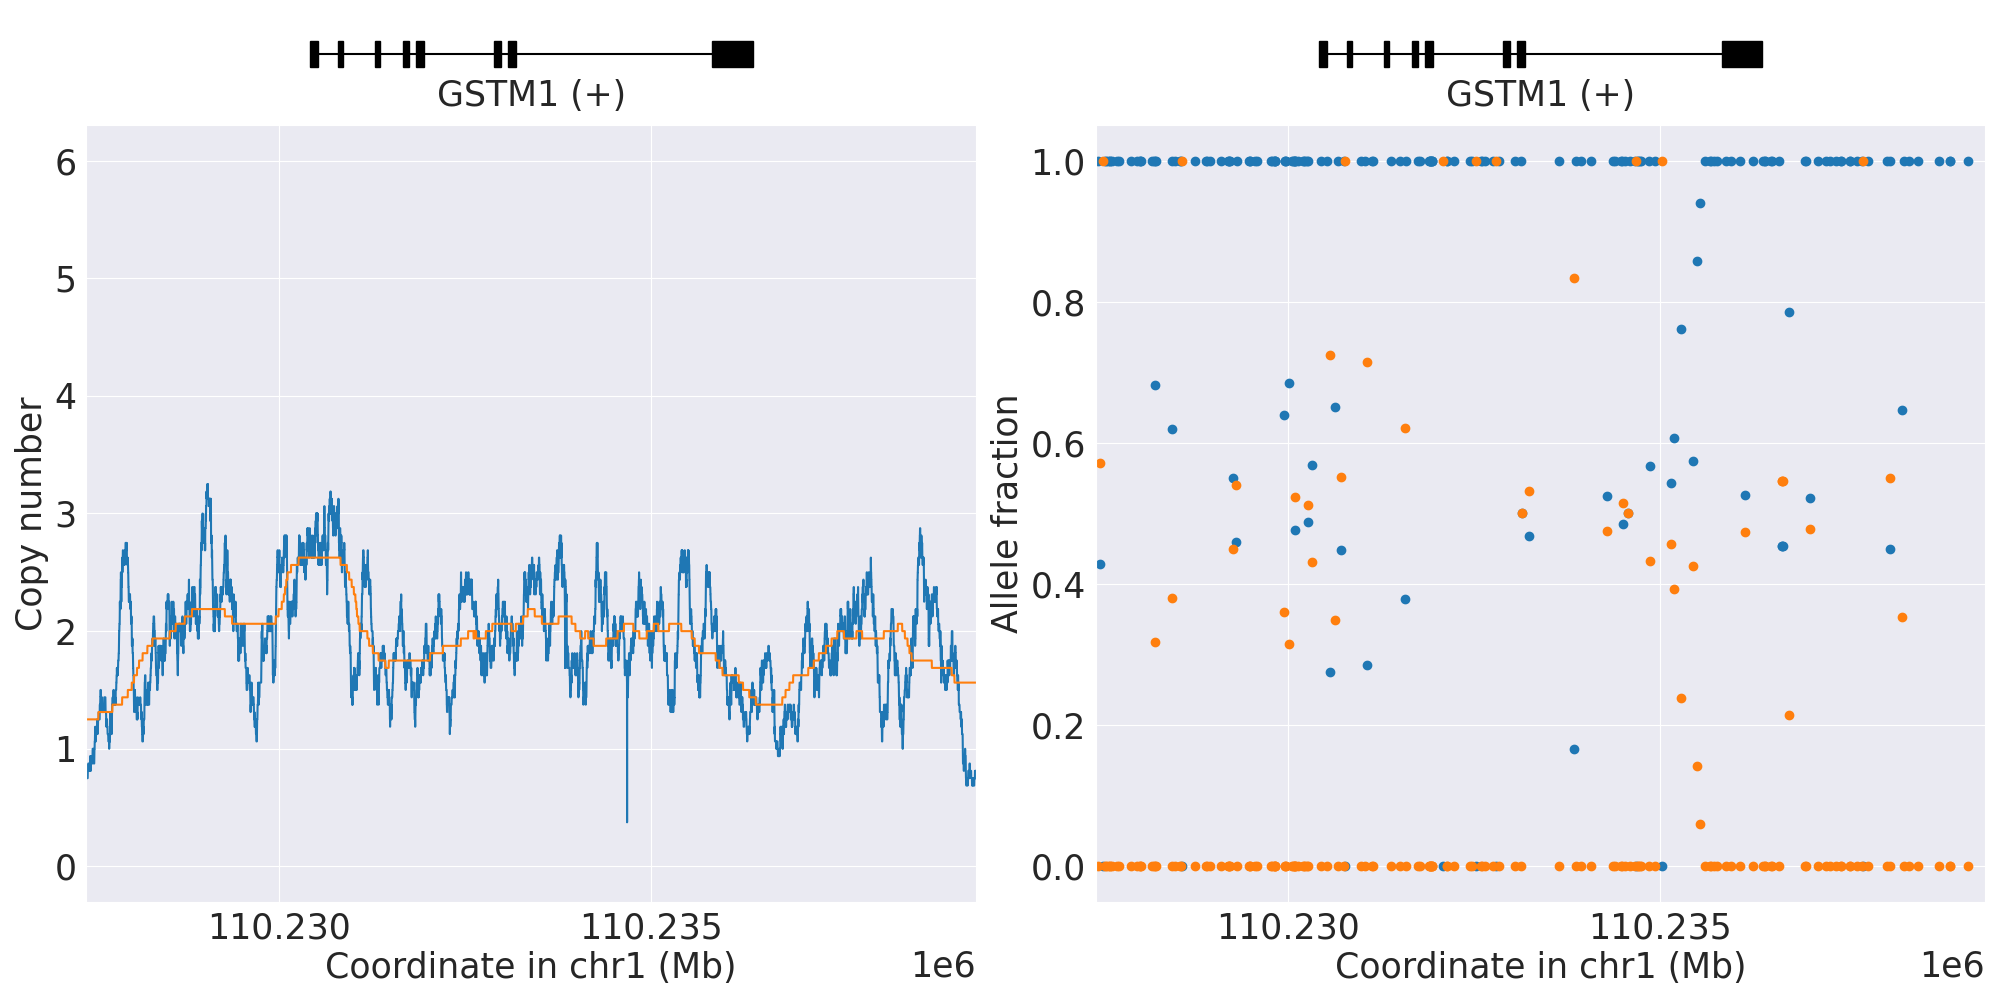 GSTM1 (+)
Copy number
6
5
4
3
2
1
0
110.230
110.235
Coordinate in chr1 (Mb)
1e6
GSTM1 (+)
Allele fraction
1.0
0.8
0.6
0.4
0.2
0.0
110.230
110.235
Coordinate in chr1 (Mb)
1e6